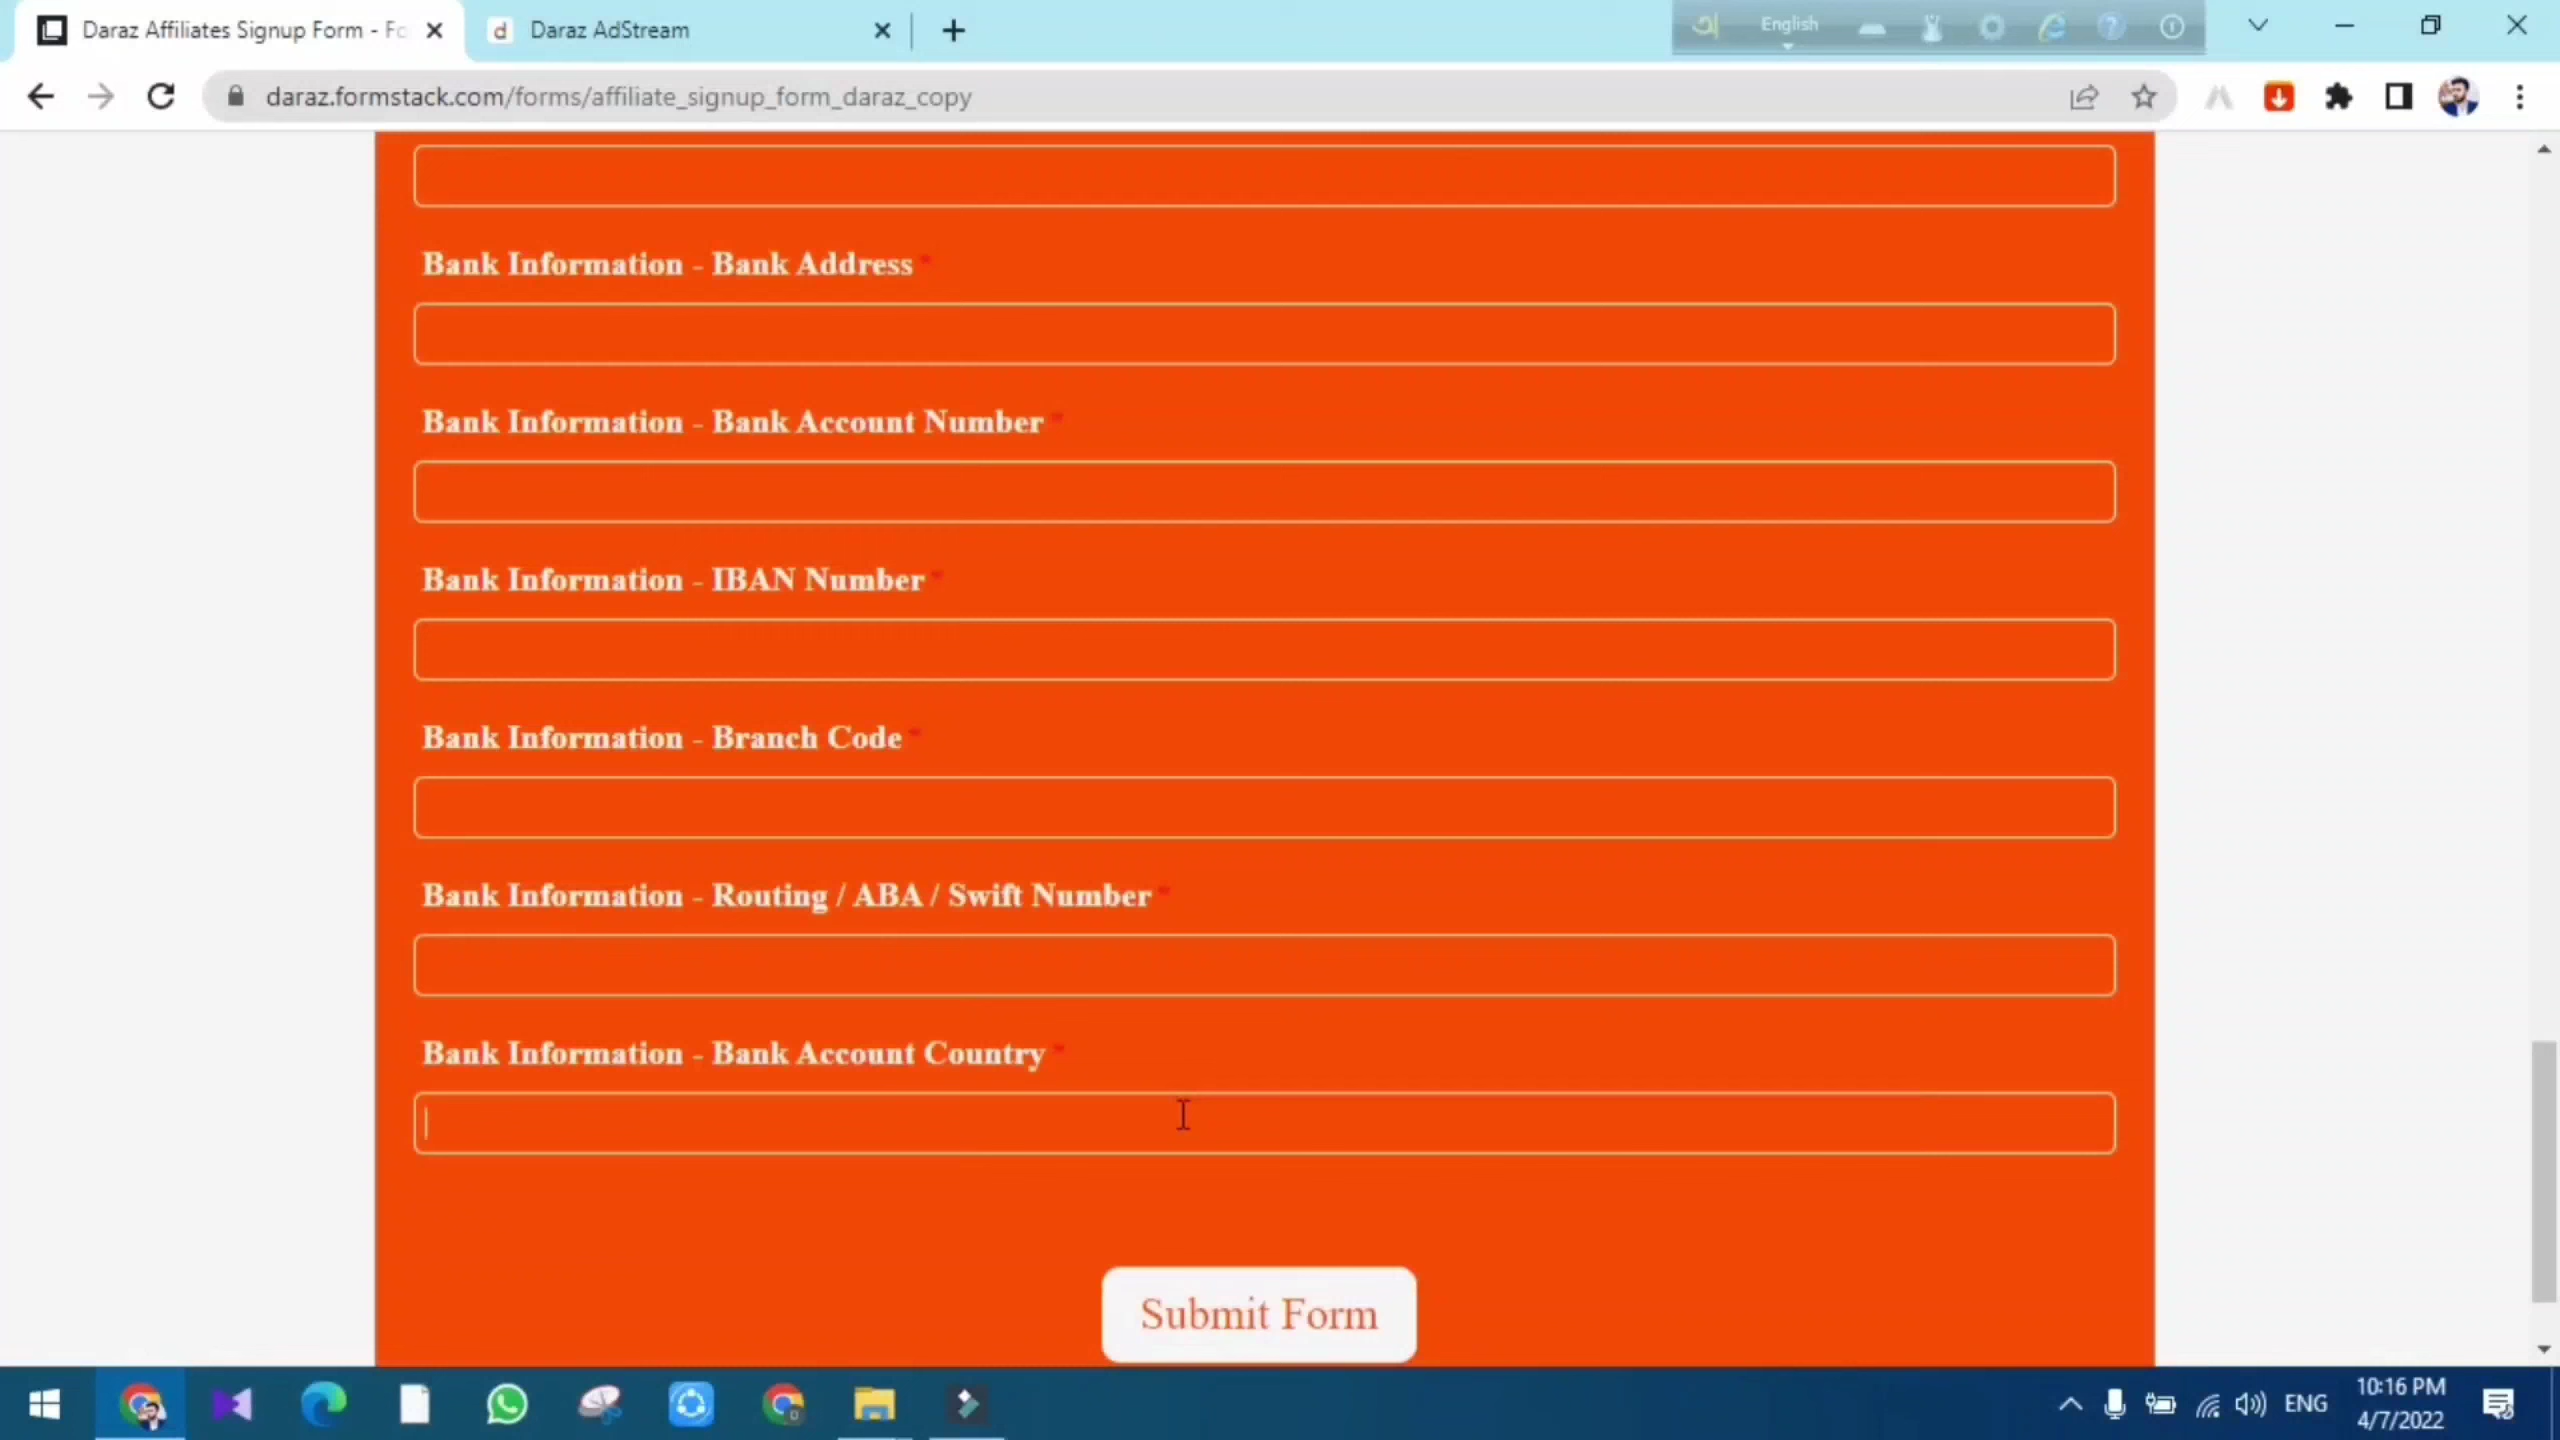 Daraz Affiliates Signup Form - Fo
Daraz AdStream
অ
English
daraz.formstack.com/forms/affiliate_signup_form_daraz_copy
Bank Information - Bank Address *
Bank Information - Bank Account Number *
Bank Information - IBAN Number *
Bank Information - Branch Code *
Bank Information - Routing / ABA / Swift Number *
Bank Information - Bank Account Country *
Submit Form
ENG
10:16 PM
4/7/2022